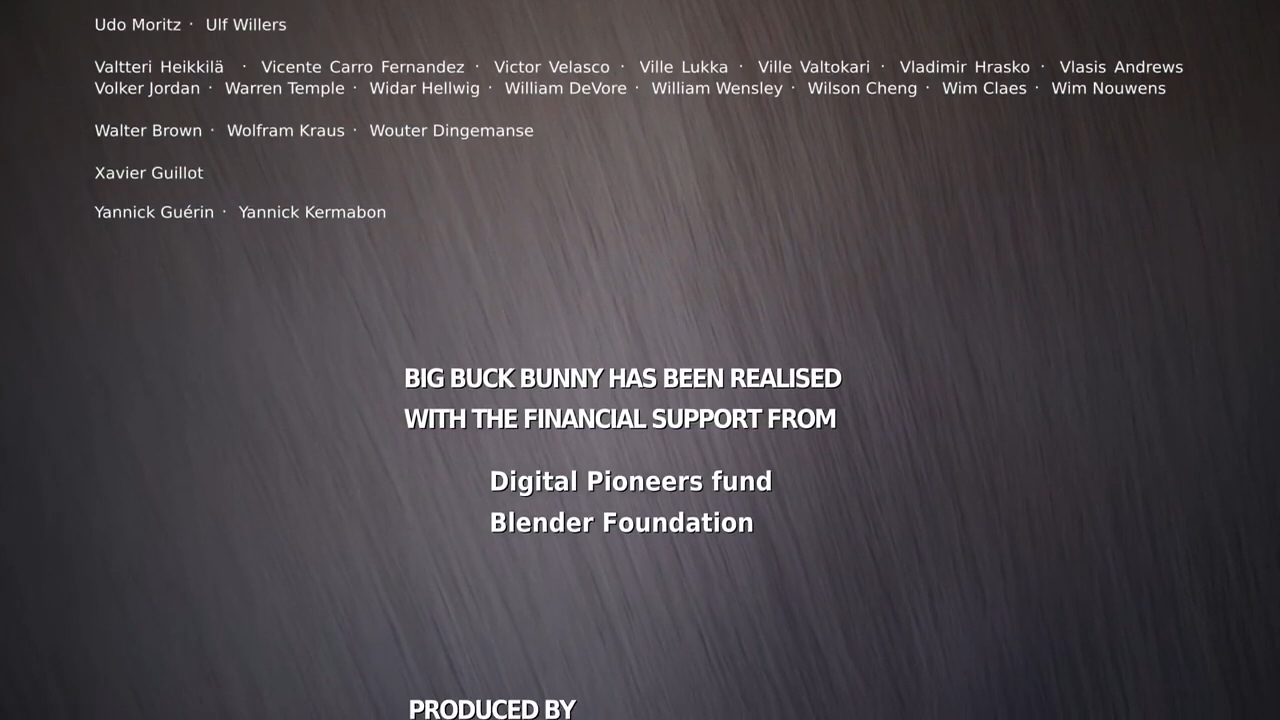 Udo Moritz · Ulf Willers
Valtteri Heikkilä · Vicente Carro Fernandez · Victor Velasco · Ville Lukka · Ville Valtokari · Vladimir Hrasko · Vlasis Andrews
Volker Jordan · Warren Temple · Widar Hellwig · William DeVore · William Wensley · Wilson Cheng · Wim Claes · Wim Nouwens
Walter Brown · Wolfram Kraus · Wouter Dingemanse
Xavier Guillot
Yannick Guérin · Yannick Kermabon
BIG BUCK BUNNY HAS BEEN REALISED
WITH THE FINANCIAL SUPPORT FROM
Digital Pioneers fund
Blender Foundation
PRODUCED BY